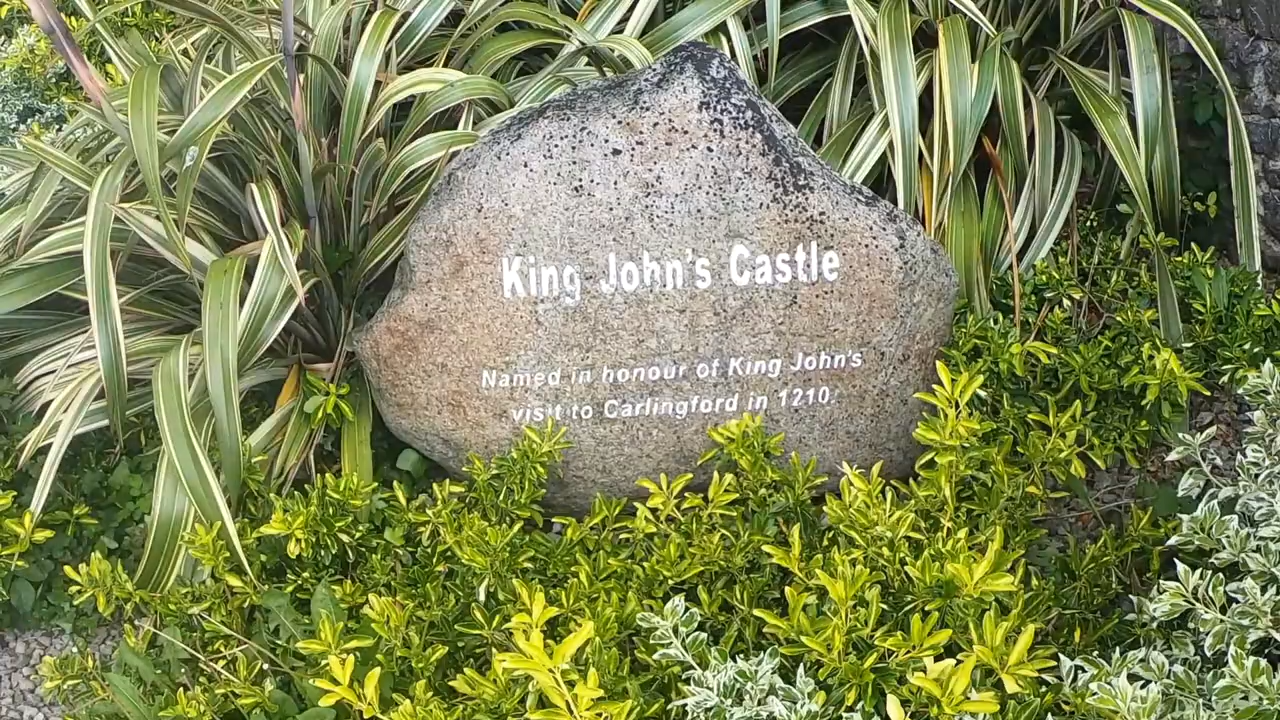 King John's Castle
Named in honour of King John's
visit to Carlingford in 1210.